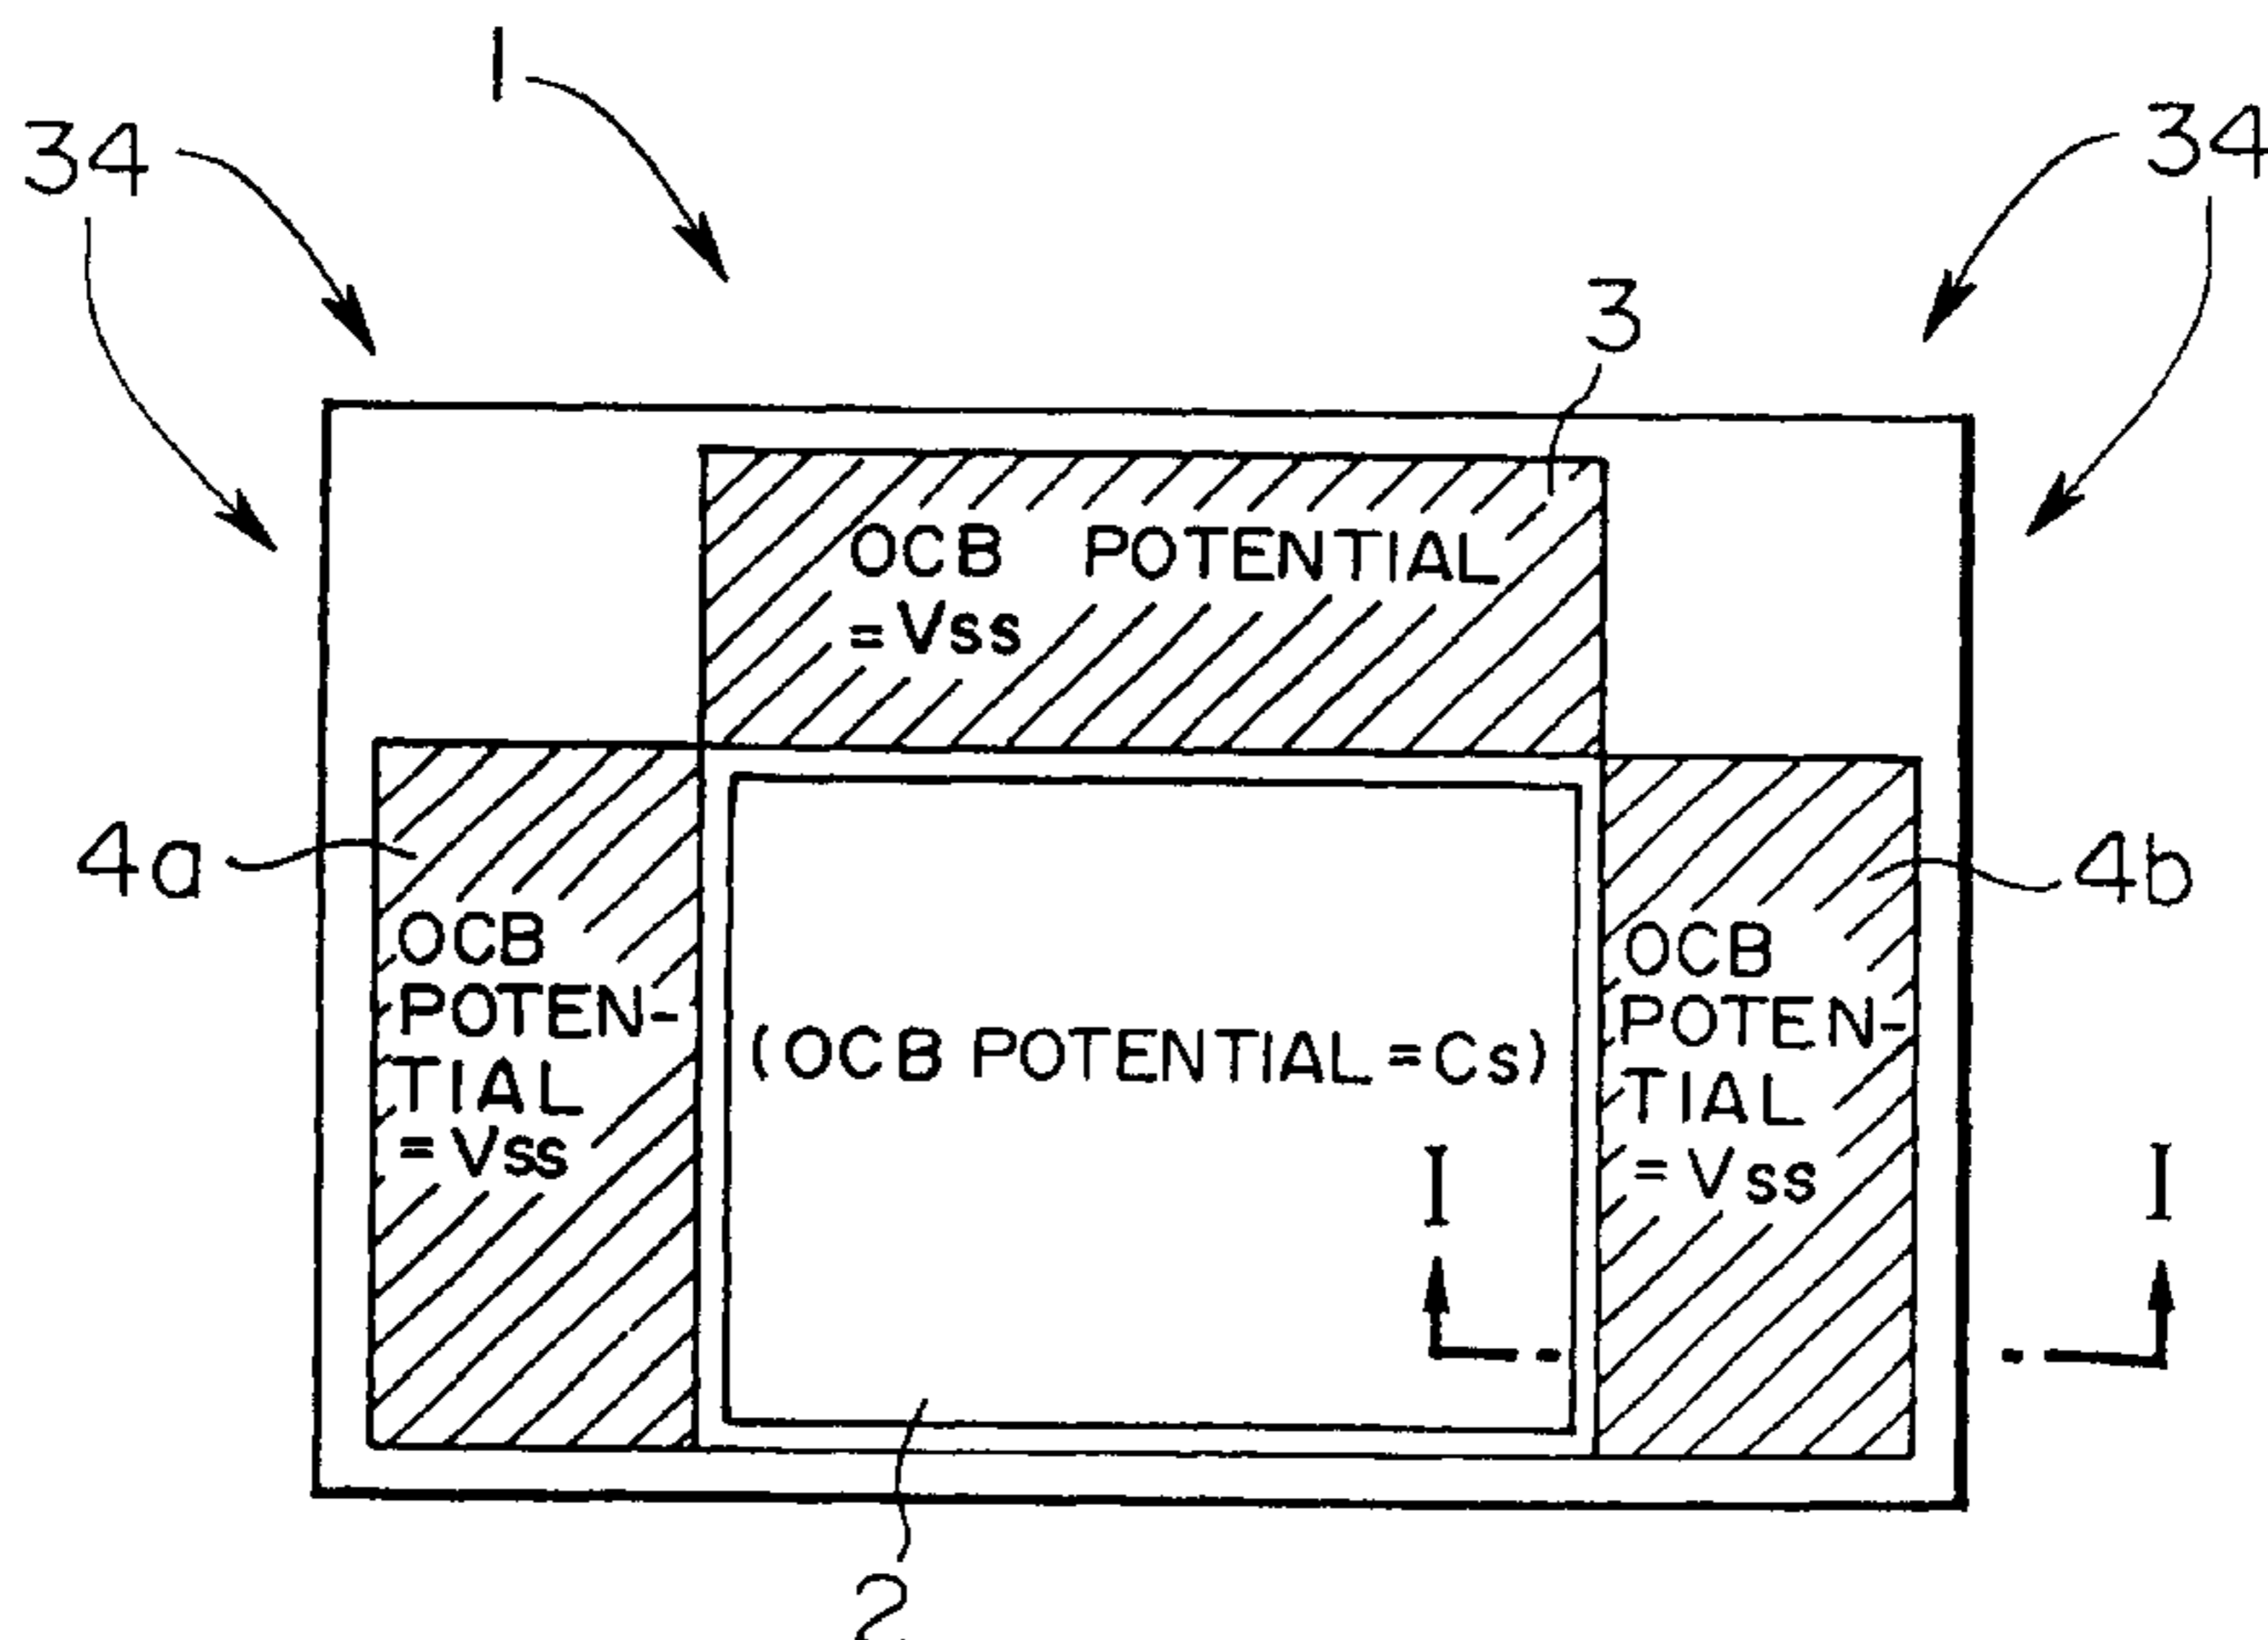 1
34
34
3
OCB POTENTIAL
= Vss
4a
4b
OCB
POTEN-
TIAL
= Vss
(OCB POTENTIAL = Cs)
OCB
POTEN-
TIAL
= Vss
I
I
2